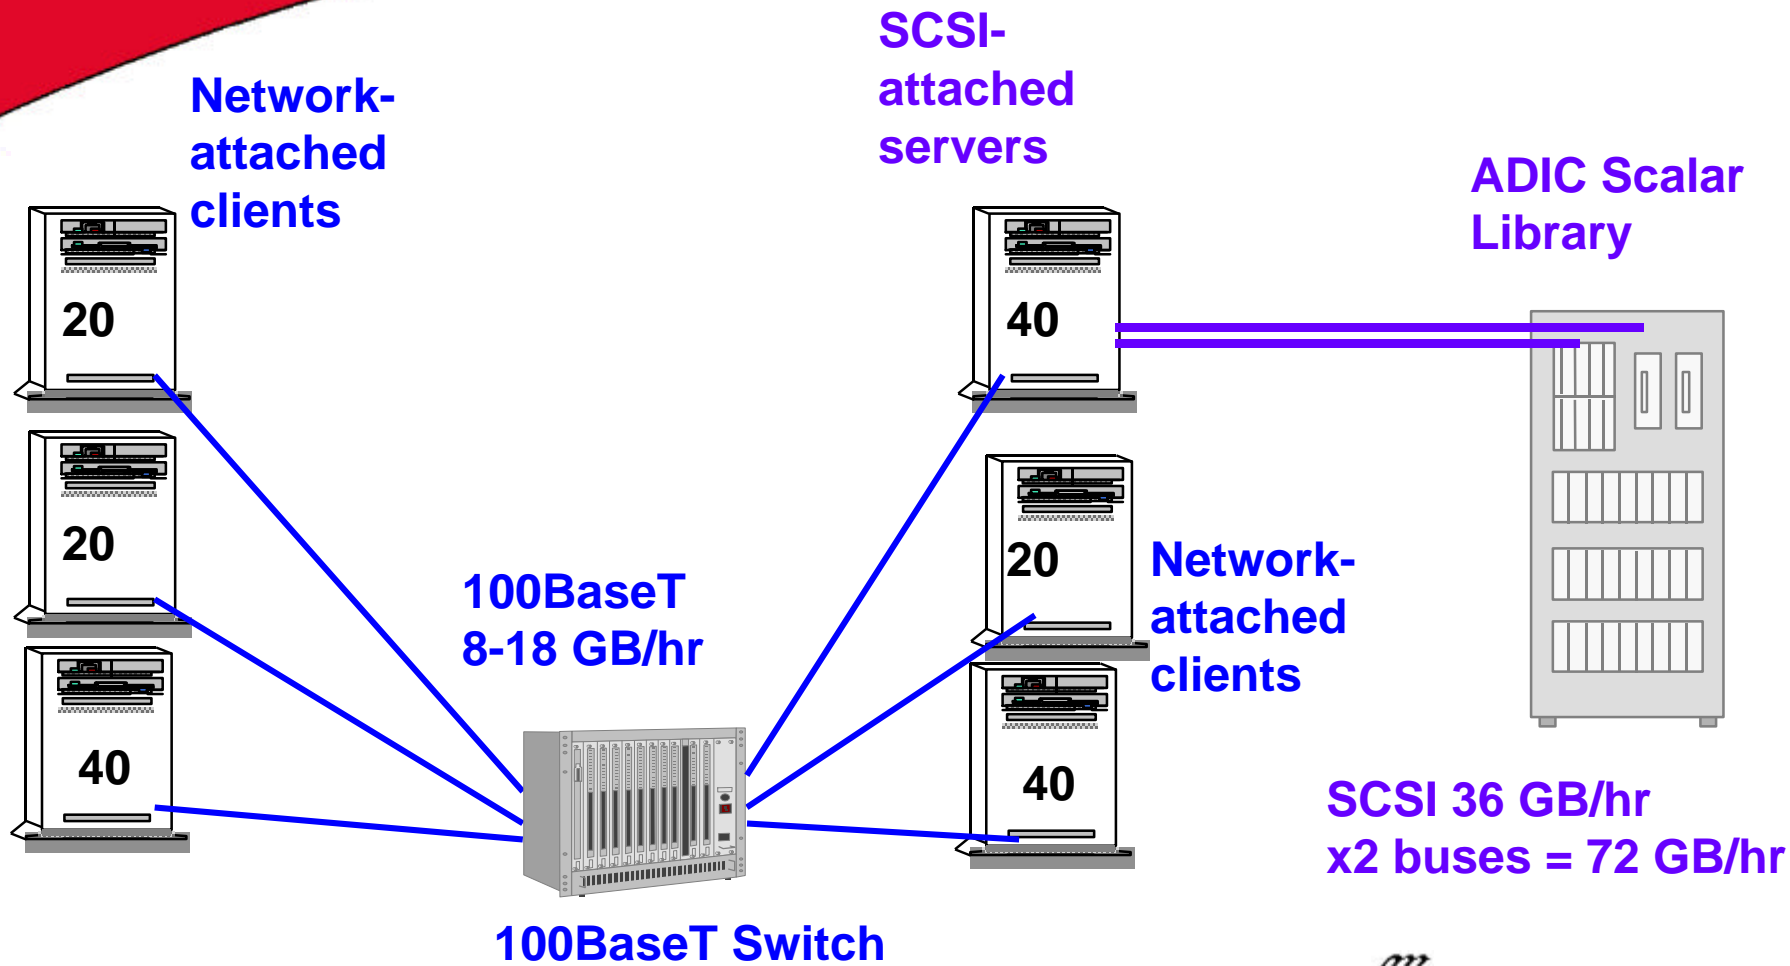 SCSI-
attached
servers
Network-
attached
clients
ADIC Scalar
Library
20
40
20
20
Network-
attached
clients
100BaseT
8-18 GB/hr
40
40
SCSI 36 GB/hr
x2 buses = 72 GB/hr
100BaseT Switch